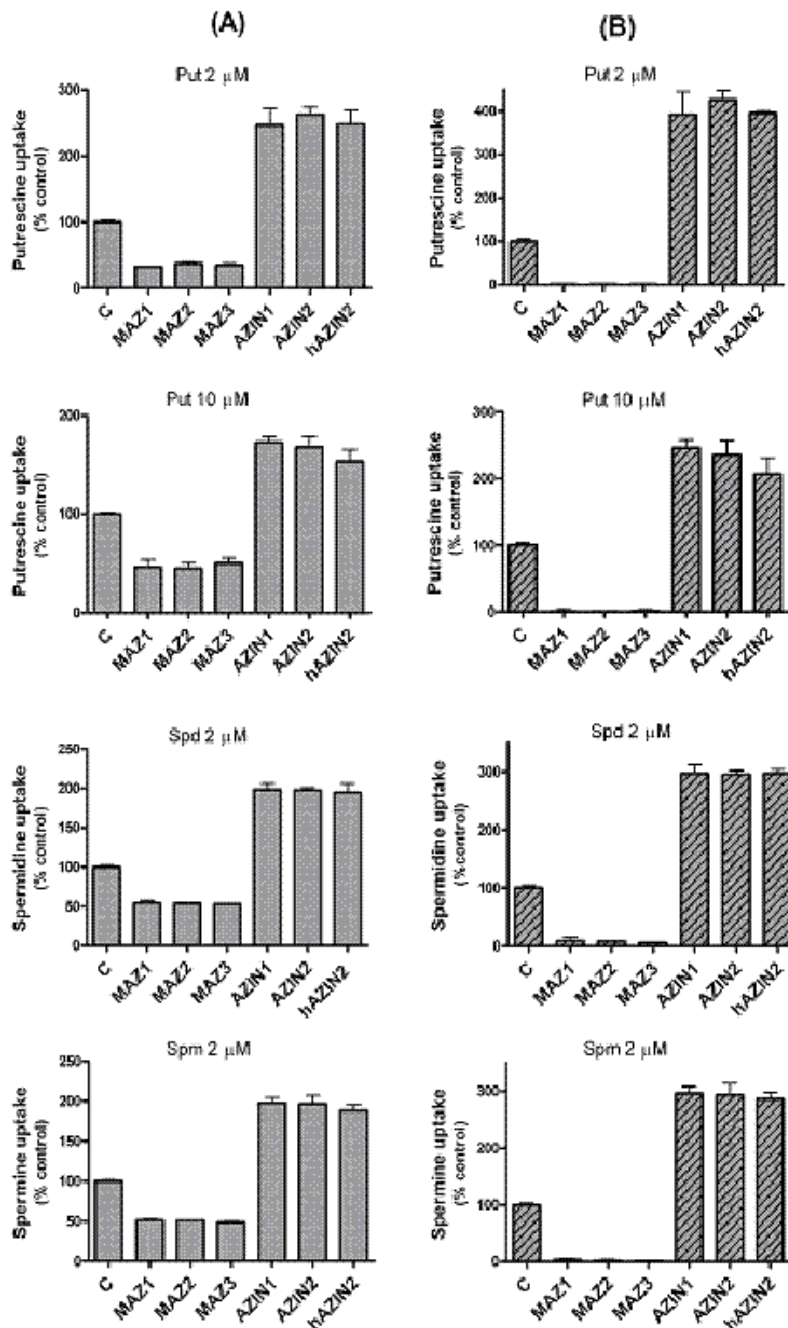 (A)
Put 2 μM
Putrescine uptake
(% control)
300
200
100
0
C
MAZ1
MAZ2
MAZ3
AZIN1
AZIN2
hAZIN2
Put 10 μM
Putrescine uptake
(% control)
200
100
0
C
MAZ1
MAZ2
MAZ3
AZIN1
AZIN2
hAZIN2
Spd 2 μM
Spermidine uptake
(% control)
250
200
150
100
50
0
C
MAZ1
MAZ2
MAZ3
AZIN1
AZIN2
hAZIN2
Spm 2 μM
Spermine uptake
(% control)
250
200
150
100
50
0
C
MAZ1
MAZ2
MAZ3
AZIN1
AZIN2
hAZIN2
(B)
Put 2 μM
Putrescine uptake
(% control)
400
300
200
100
0
C
MAZ1
MAZ2
MAZ3
AZIN1
AZIN2
hAZIN2
Put 10 μM
Putrescine uptake
(% control)
300
200
100
0
C
MAZ1
MAZ2
MAZ3
AZIN1
AZIN2
hAZIN2
Spd 2 μM
Spermidine uptake
(% control)
300
200
100
0
C
MAZ1
MAZ2
MAZ3
AZIN1
AZIN2
hAZIN2
Spm 2 μM
Spermine uptake
(% control)
300
200
100
0
C
MAZ1
MAZ2
MAZ3
AZIN1
AZIN2
hAZIN2